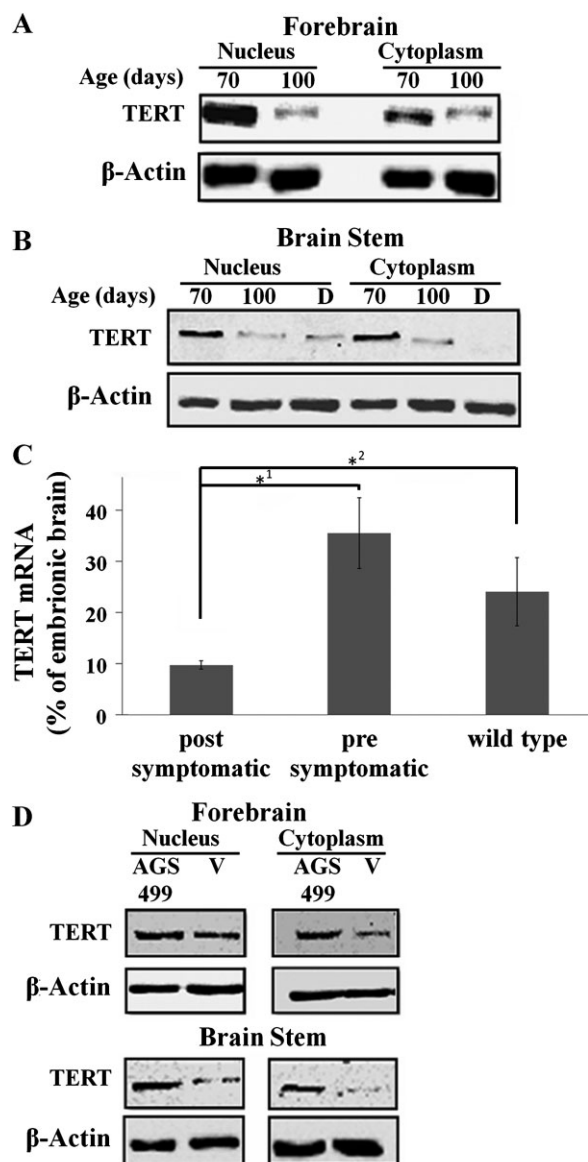 A
Forebrain
Nucleus Cytoplasm
Age (days) 70 100 70 100
TERT
β-Actin
B
Brain Stem
Nucleus Cytoplasm
Age (days) 70 100 D 70 100 D
TERT
β-Actin
C
TERT mRNA
(% of embrionic brain)
40
30
20
10
0
*1
*2
post symptomatic
pre symptomatic
wild type
D
Forebrain
Nucleus Cytoplasm
AGS V AGS V
499 499
TERT
β-Actin
Brain Stem
TERT
β-Actin